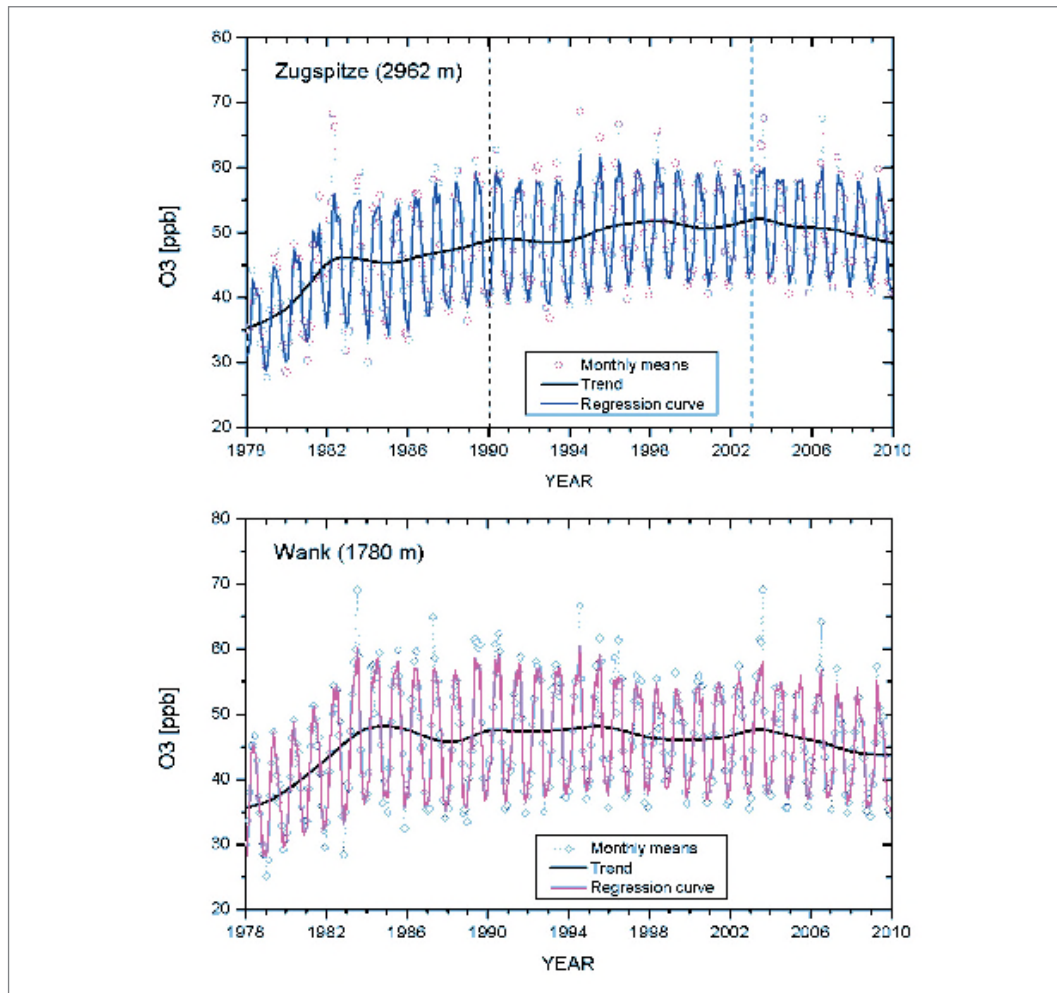 80
Zugspitze (2962 m)
70
60
50
40
30
20
O3 [ppb]
Monthly means
Trend
Regression curve
1978 1982 1986 1990 1994 1998 2002 2006 2010
YEAR
80
Wank (1780 m)
70
60
50
40
30
20
O3 [ppb]
Monthly means
Trend
Regression curve
1978 1982 1986 1990 1994 1998 2002 2006 2010
YEAR